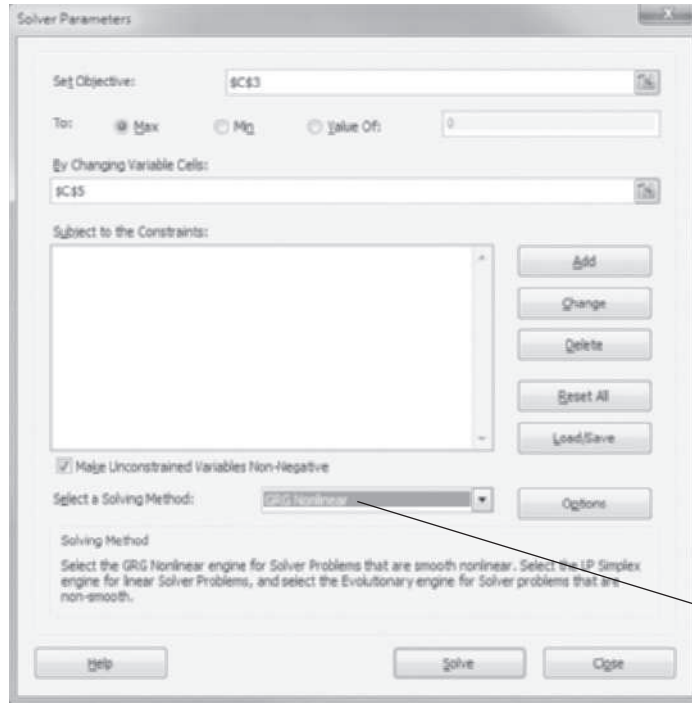 Solver Parameters
Set Objective: $C$3
To: Max Min Value Of: 0
By Changing Variable Cells:
$C$5
Subject to the Constraints:
Add
Change
Delete
Reset All
Load/Save
Make Unconstrained Variables Non-Negative
Select a Solving Method: GRG Nonlinear Options
Solving Method
Select the GRG Nonlinear engine for Solver Problems that are smooth nonlinear. Select the LP Simplex
engine for linear Solver Problems, and select the Evolutionary engine for Solver problems that are
non-smooth.
Help Solve Close